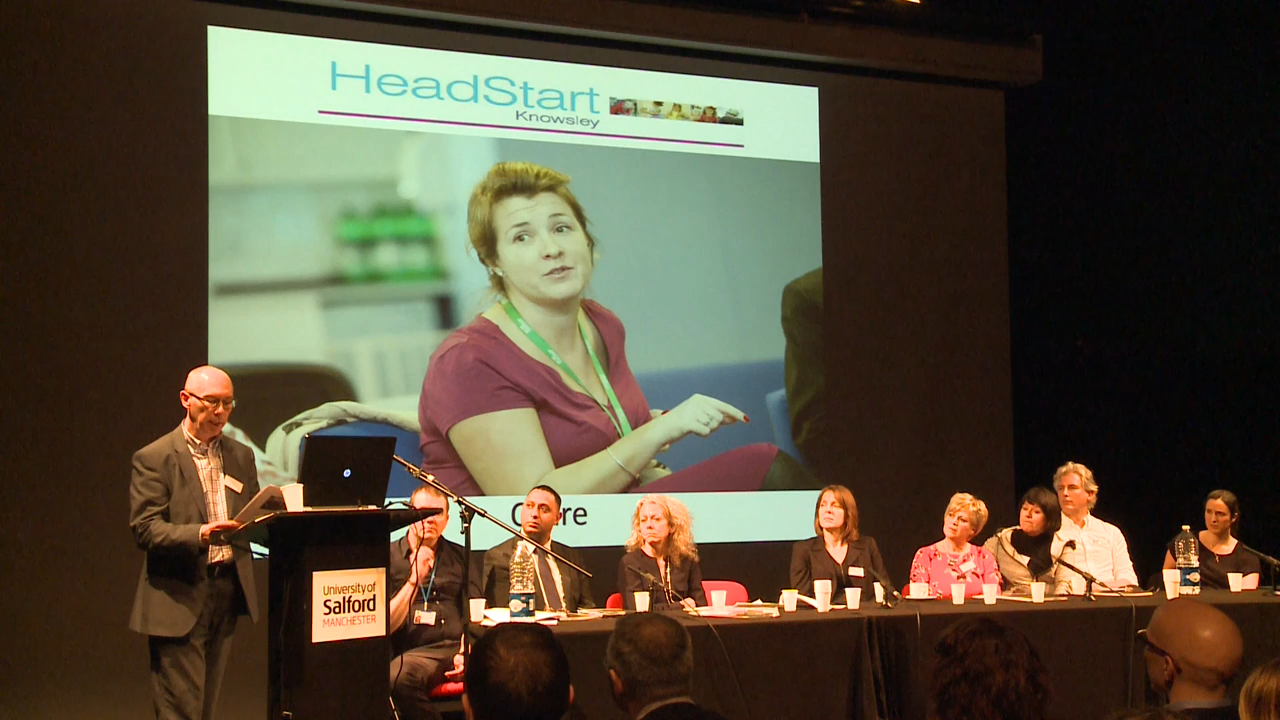 HeadStart
Knowsley
University of
Salford
MANCHESTER